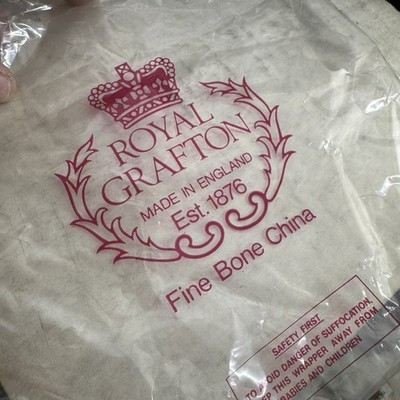 ROYAL
GRAFTON
MADE IN ENGLAND
Est. 1876
Fine Bone China
SAFETY FIRST
TO AVOID DANGER OF SUFFOCATION,
KEEP THIS WRAPPER AWAY FROM
BABIES AND CHILDREN